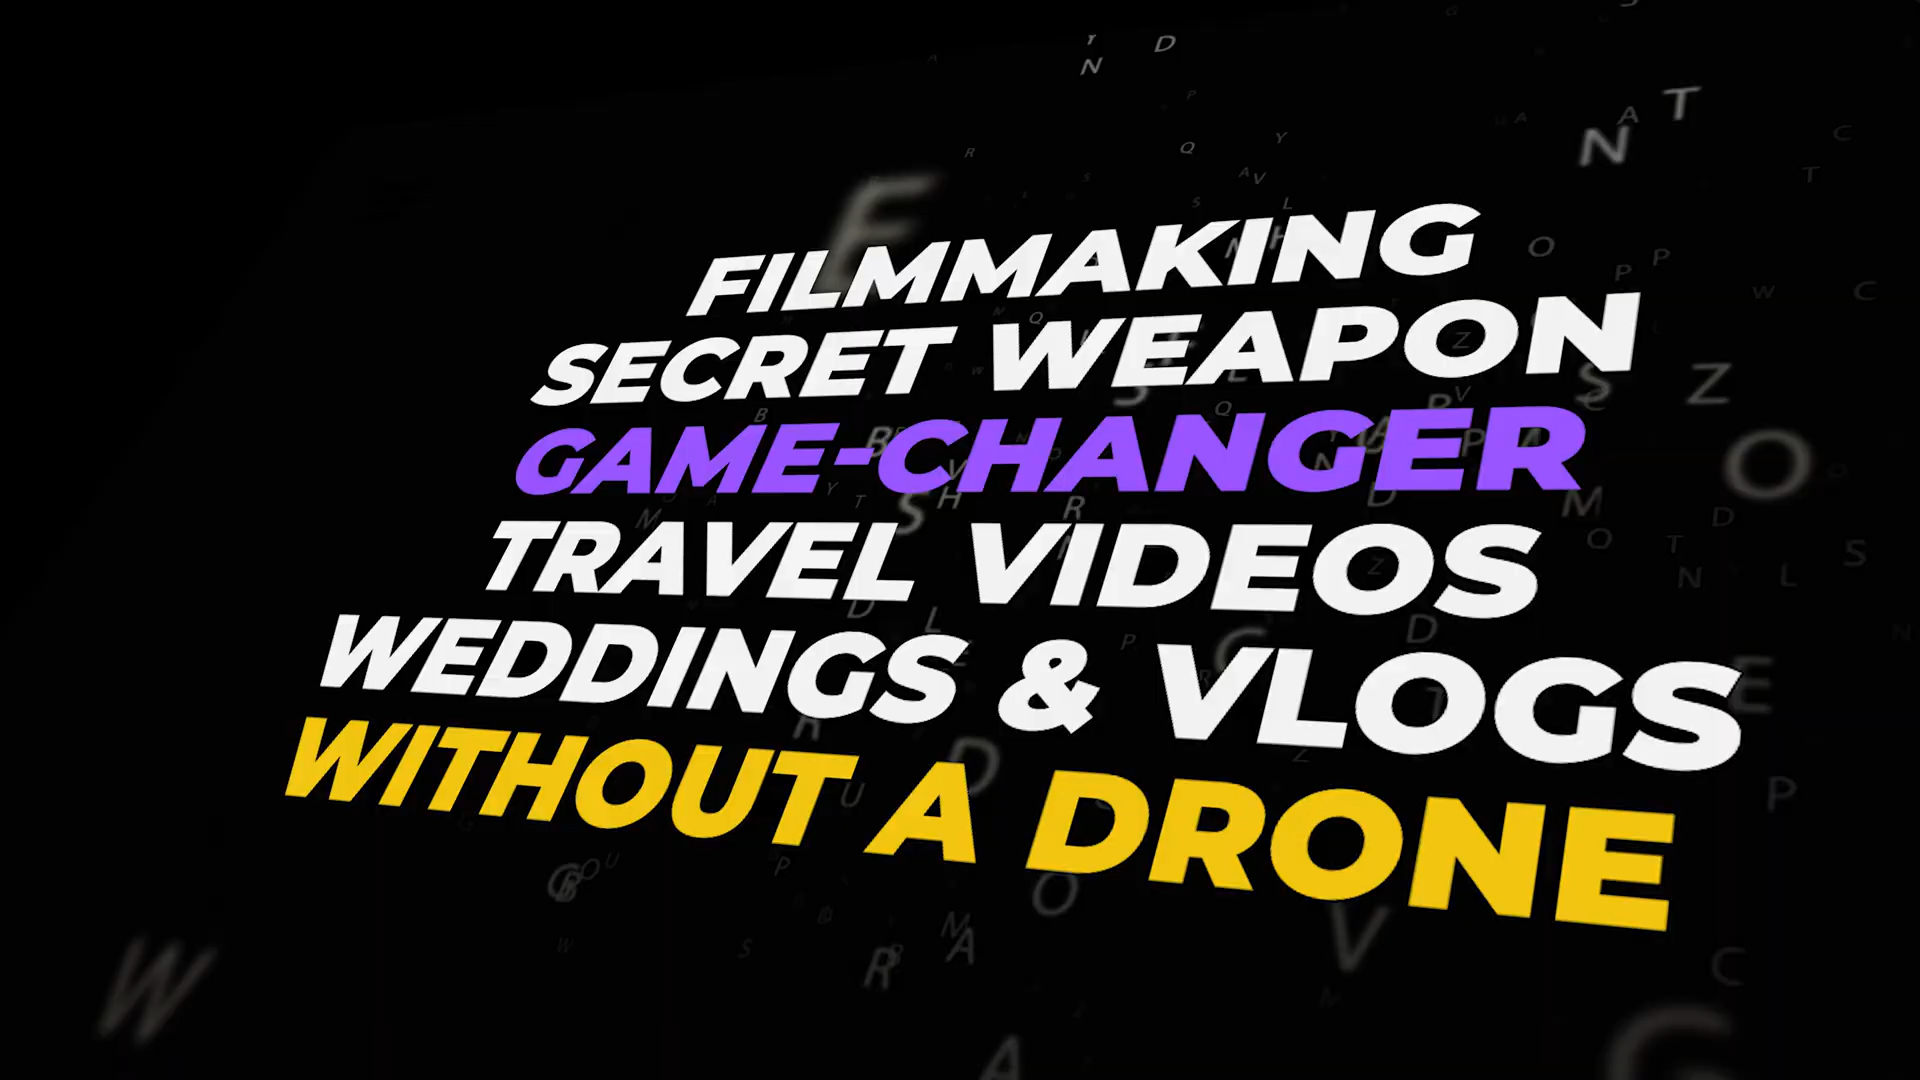 FILMMAKING
SECRET WEAPON
GAME-CHANGER
TRAVEL VIDEOS
WEDDINGS & VLOGS
WITHOUT A DRONE